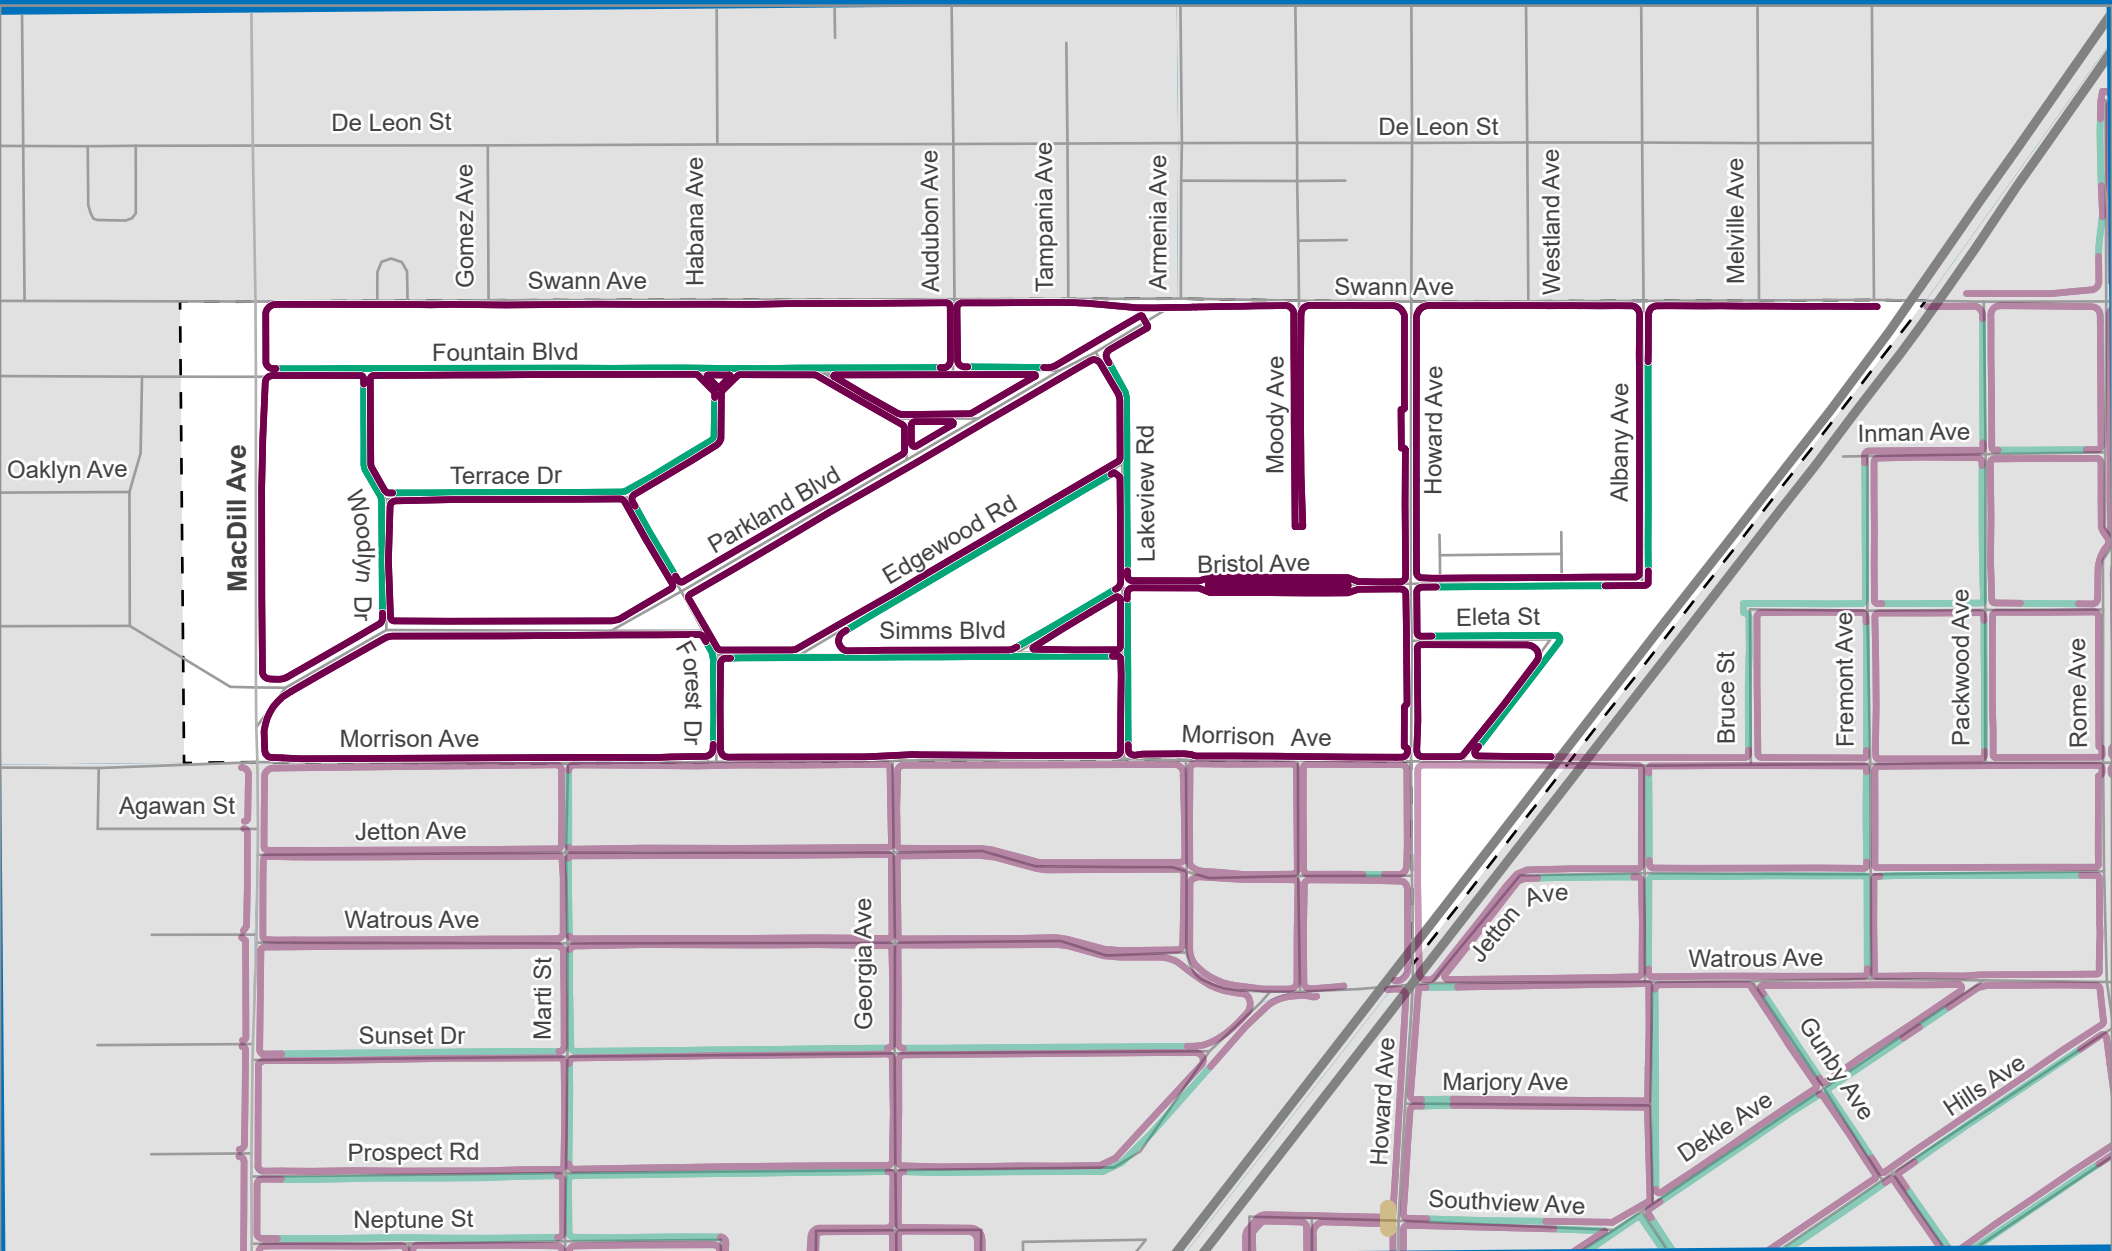 De Leon St
De Leon St
Gomez Ave
Habana Ave
Audubon Ave
Tampania Ave
Armenia Ave
Westland Ave
Melville Ave
Swann Ave
Swann Ave
Fountain Blvd
Moody Ave
Howard Ave
Albany Ave
Inman Ave
Oaklyn Ave
MacDill Ave
Woodlyn Dr
Terrace Dr
Parkland Blvd
Edgewood Rd
Lakeview Rd
Bristol Ave
Eleta St
Simms Blvd
Forest Dr
Bruce St
Fremont Ave
Packwood Ave
Rome Ave
Morrison Ave
Morrison Ave
Agawan St
Jetton Ave
Jetton Ave
Watrous Ave
Georgia Ave
Marti St
Watrous Ave
Sunset Dr
Howard Ave
Marjory Ave
Gunby Ave
Dekle Ave
Hills Ave
Prospect Rd
Southview Ave
Neptune St